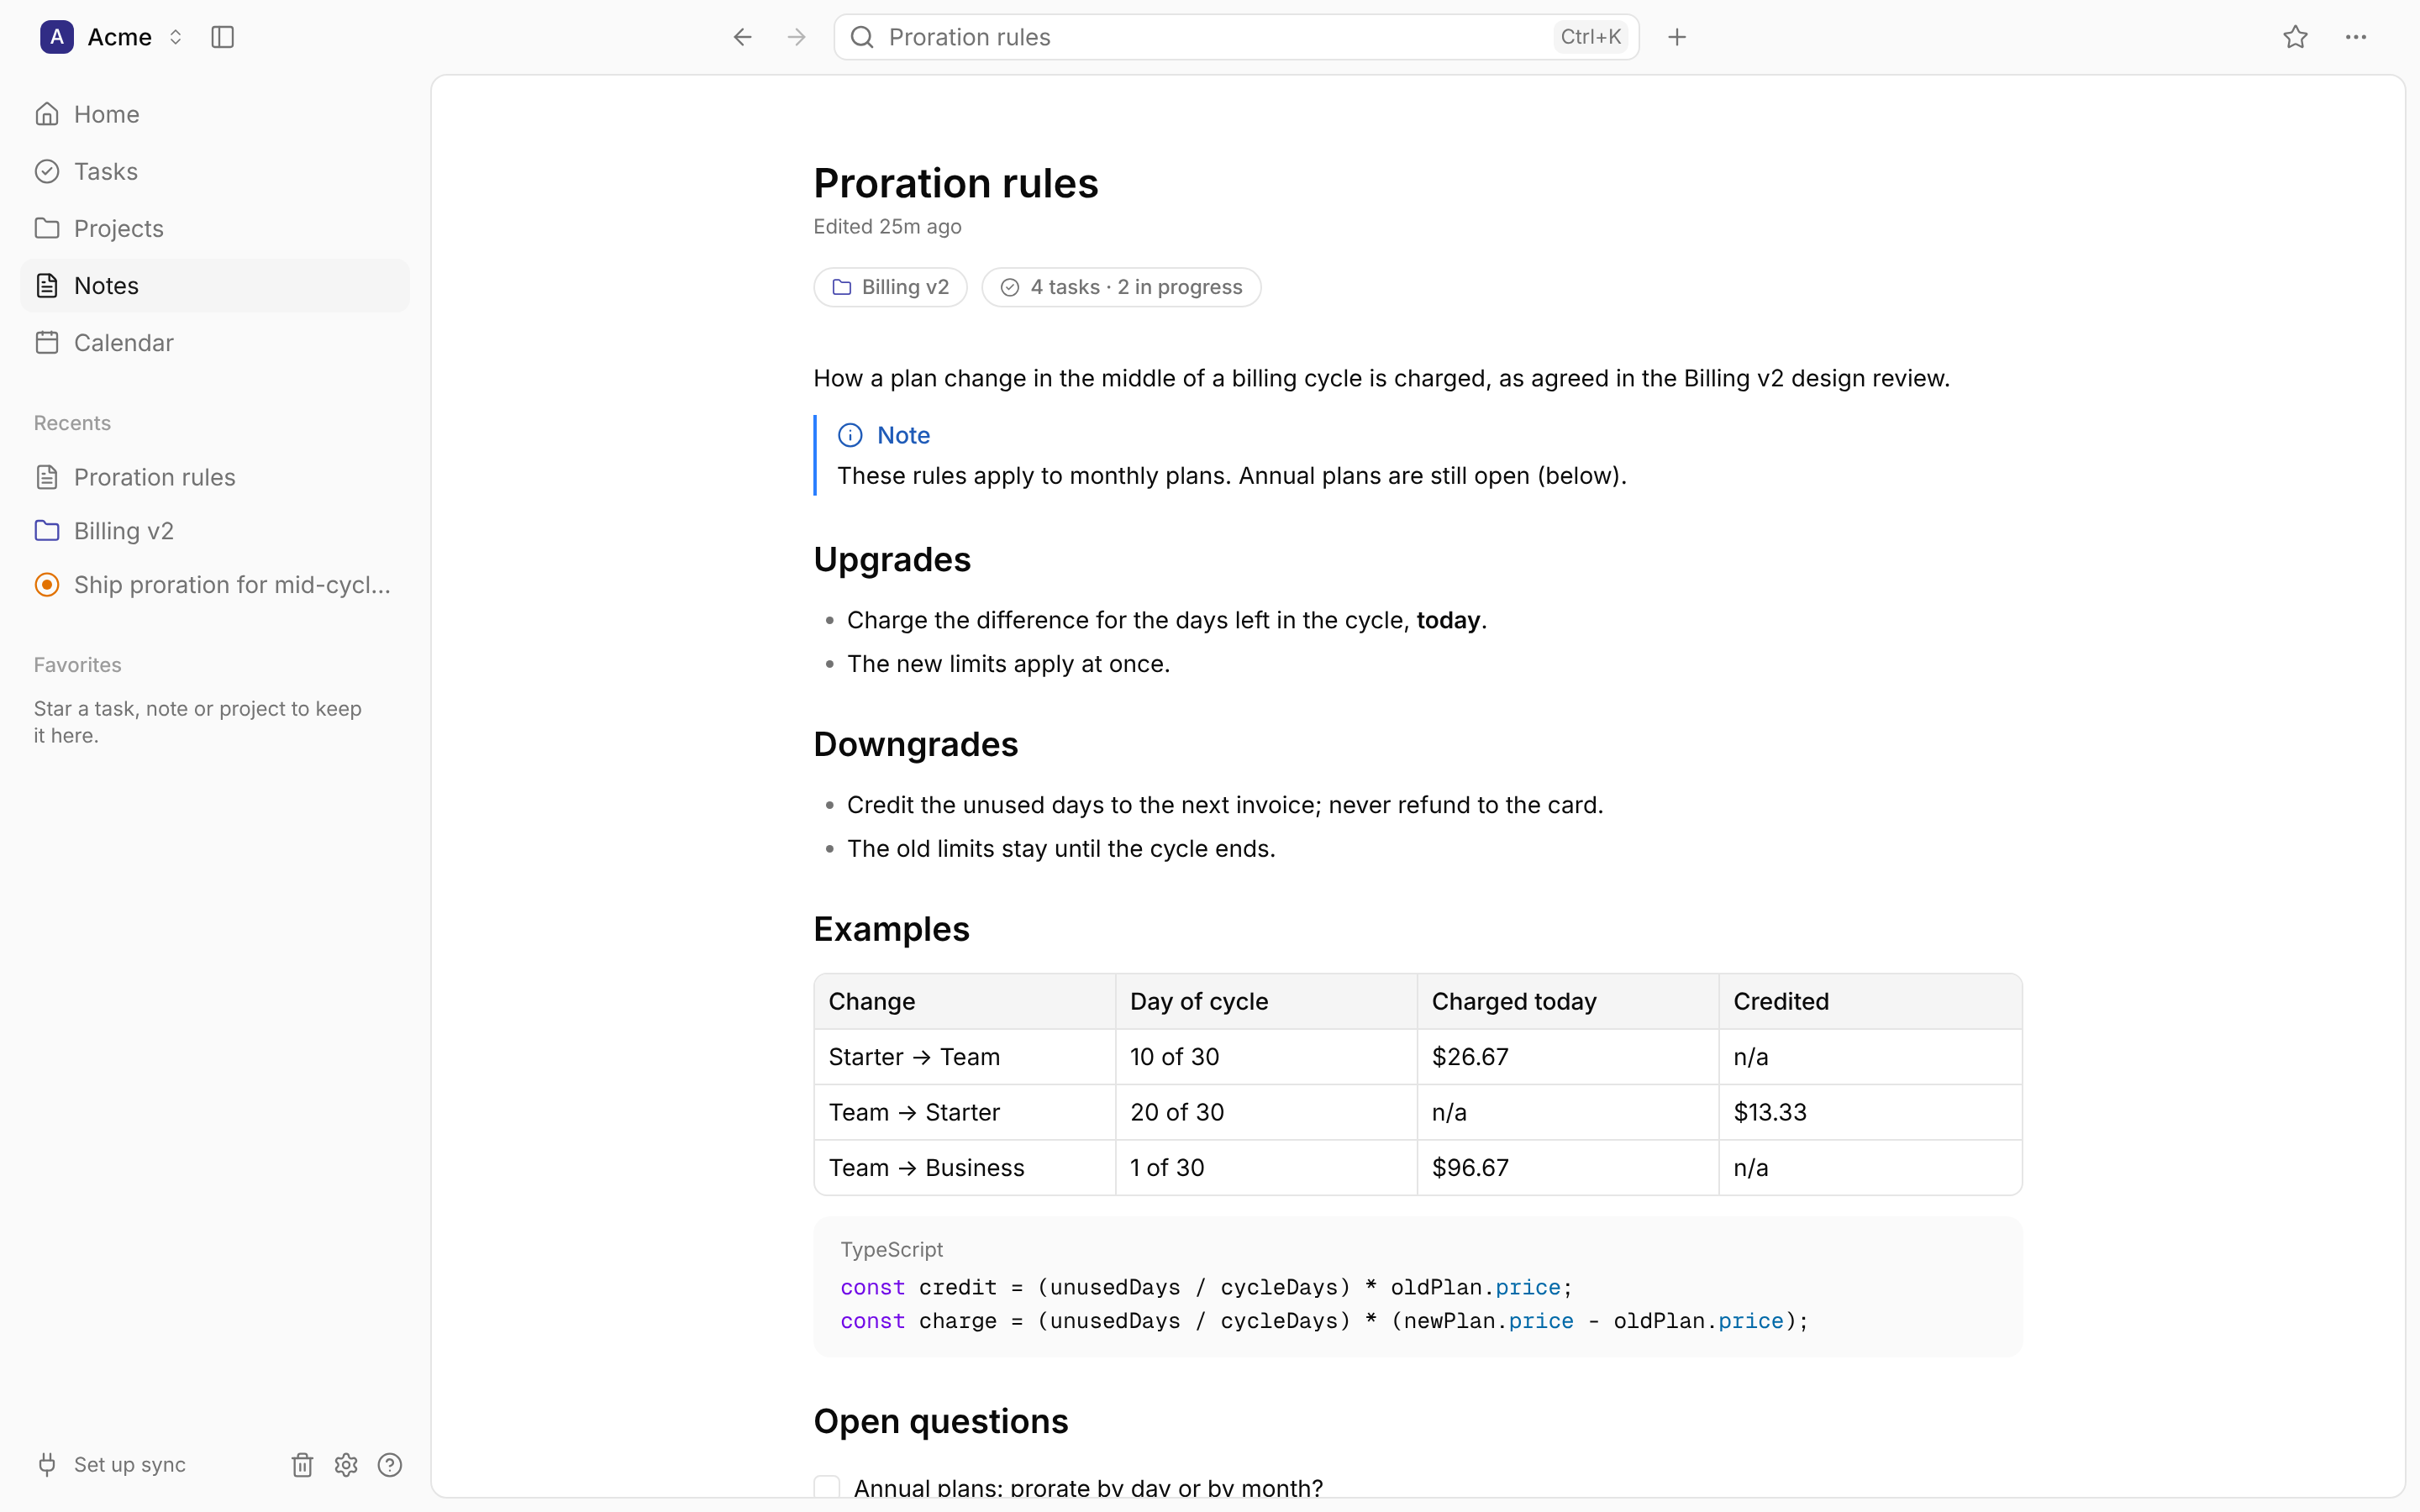 A Acme
Proration rules Ctrl+K
Home
Tasks
Projects
Notes
Calendar
Recents
Proration rules
Billing v2
Ship proration for mid-cycl...
Favorites
Star a task, note or project to keep
it here.
Set up sync
Proration rules
Edited 25m ago
Billing v2 4 tasks · 2 in progress
How a plan change in the middle of a billing cycle is charged, as agreed in the Billing v2 design review.
Note
These rules apply to monthly plans. Annual plans are still open (below).
Upgrades
• Charge the difference for the days left in the cycle, today.
• The new limits apply at once.
Downgrades
• Credit the unused days to the next invoice; never refund to the card.
• The old limits stay until the cycle ends.
Examples
Change Day of cycle Charged today Credited
Starter → Team 10 of 30 $26.67 n/a
Team → Starter 20 of 30 n/a $13.33
Team → Business 1 of 30 $96.67 n/a
TypeScript
const credit = (unusedDays / cycleDays) * oldPlan.price;
const charge = (unusedDays / cycleDays) * (newPlan.price - oldPlan.price);
Open questions
Annual plans: prorate by day or by month?